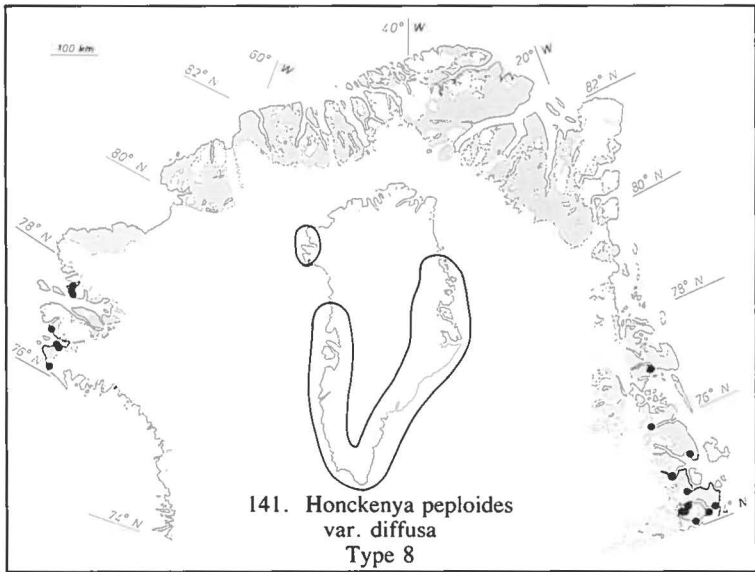 100 km
40° W
60° W
20° W
82° N
82° N
80° N
80° N
78° N
78° N
76° N
76° N
74° N
N
141. Honckenya peploides
var. diffusa
Type 8